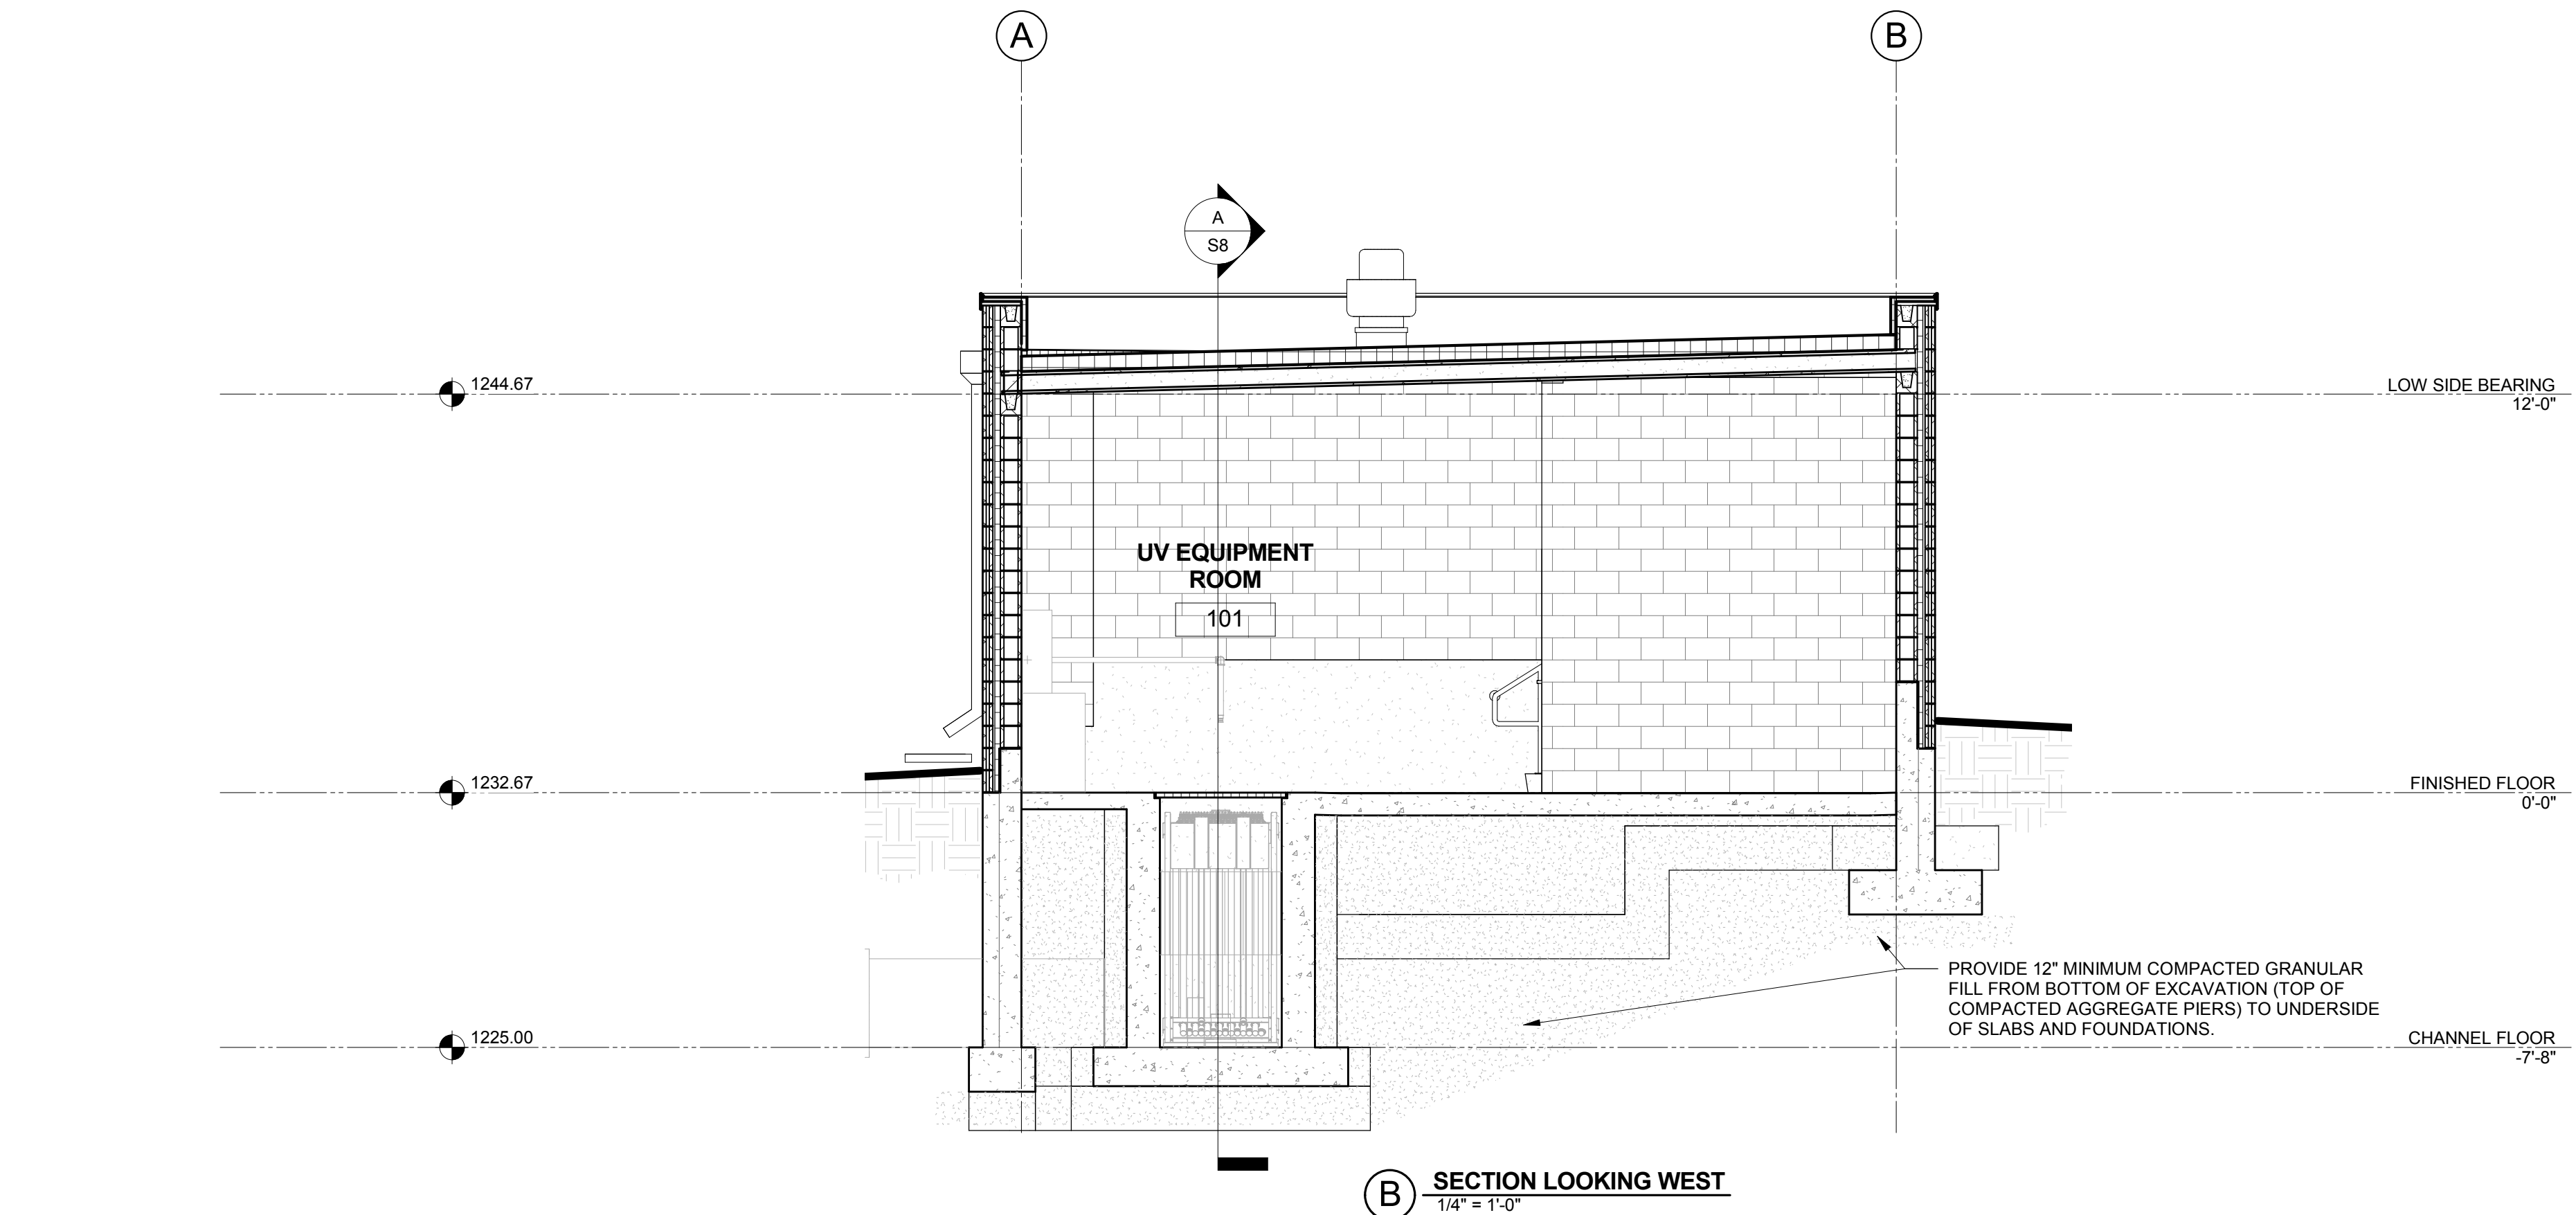 A
B
A
S8
1244.67
LOW SIDE BEARING
12'-0"
UV EQUIPMENT
ROOM
101
1232.67
FINISHED FLOOR
0'-0"
PROVIDE 12" MINIMUM COMPACTED GRANULAR
FILL FROM BOTTOM OF EXCAVATION (TOP OF
COMPACTED AGGREGATE PIERS) TO UNDERSIDE
OF SLABS AND FOUNDATIONS.
1225.00
CHANNEL FLOOR
-7'-8"
B
SECTION LOOKING WEST
1/4" = 1'-0"